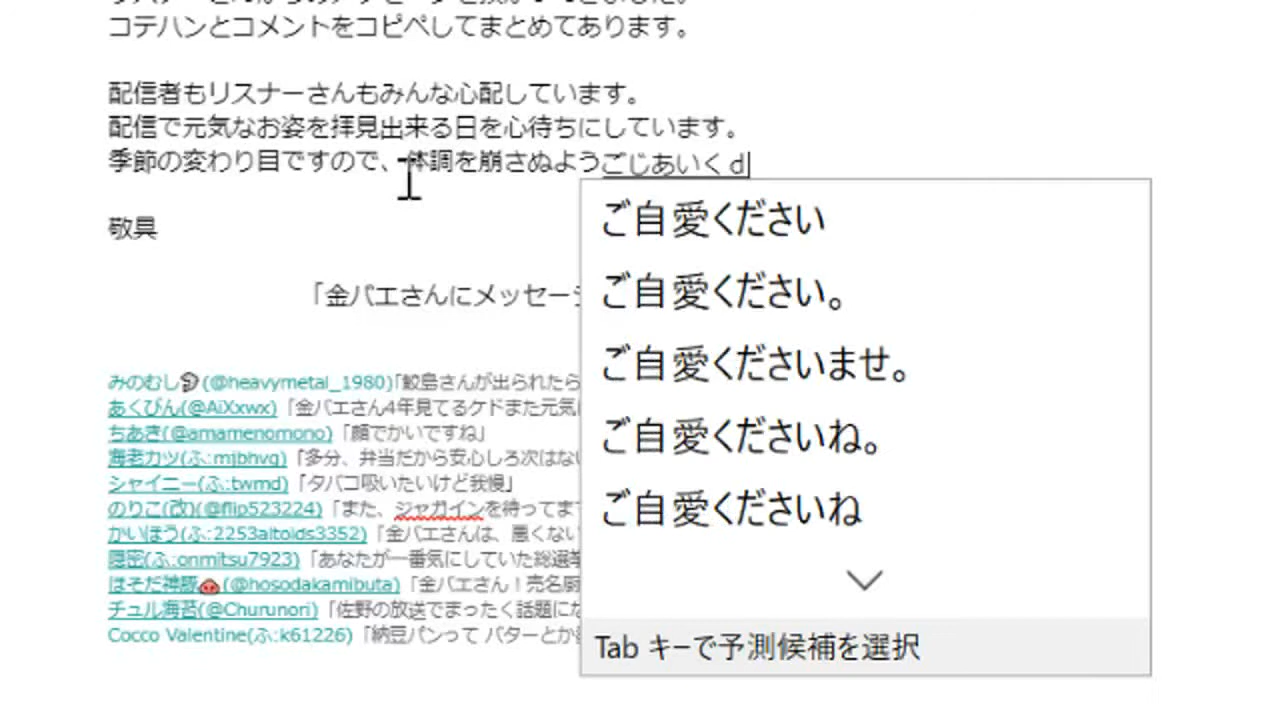 コテハンとコメントをコピペしてまとめてあります。
配信者もリスナーさんもみんな心配しています。
配信で元気なお姿を拝見出来る日を心待ちにしています。
季節の変わり目ですので、体調を崩さぬようごじあいくd
敬具
「金バエさんにメッセー
ご自愛ください
ご自愛ください。
ご自愛くださいませ。
ご自愛くださいね。
ご自愛くださいね
Tab キーで予測候補を選択
みのむし(@heavymetal_1980)「鮫島さんが出られたら
あくびん(@AiXxwx)「金バエさん4年見てるケドまた元気に
ちあき(@amamenomono)「顔でかいですね」
海老カツ(ふ:mjbhvg)「多分、弁当だから安心しろ次はない
シャイニー(ふ:twmd)「タバコ吸いたいけど我慢」
のりこ(改)(@flip523224)「また、ジャガインを待ってます
かいほう(ふ:2253altoids3352)「金バエさんは、悪くない
隠密(ふ:onmitsu7923)「あなたが一番気にしていた総選挙
ほそだ神豚🐽(@hosodakamibuta)「金バエさん！売名厨
チュル海苔(@Churunori)「佐野の放送でまったく話題にな
Cocco Valentine(ふ:k61226)「納豆パンって バターとか